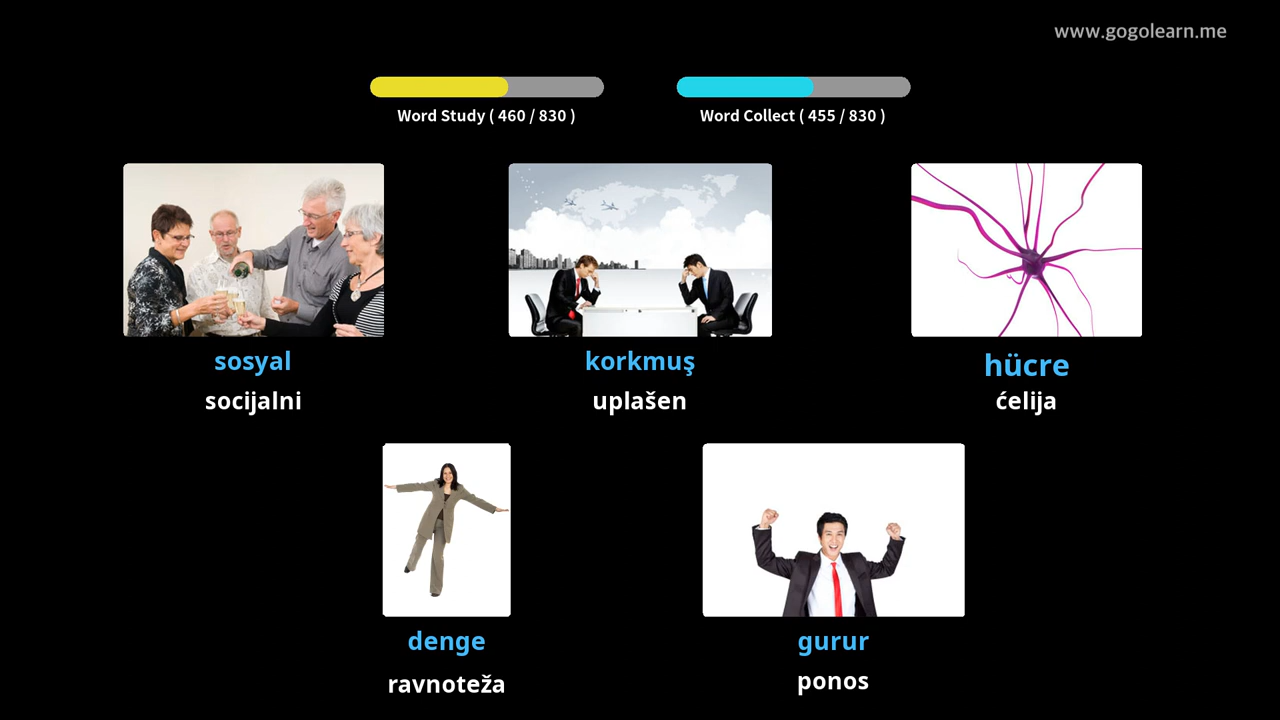 www.gogolearn.me
Word Study ( 460 / 830 )
Word Collect ( 455 / 830 )
sosyal
socijalni
korkmuş
uplašen
hücre
ćelija
denge
ravnoteža
gurur
ponos